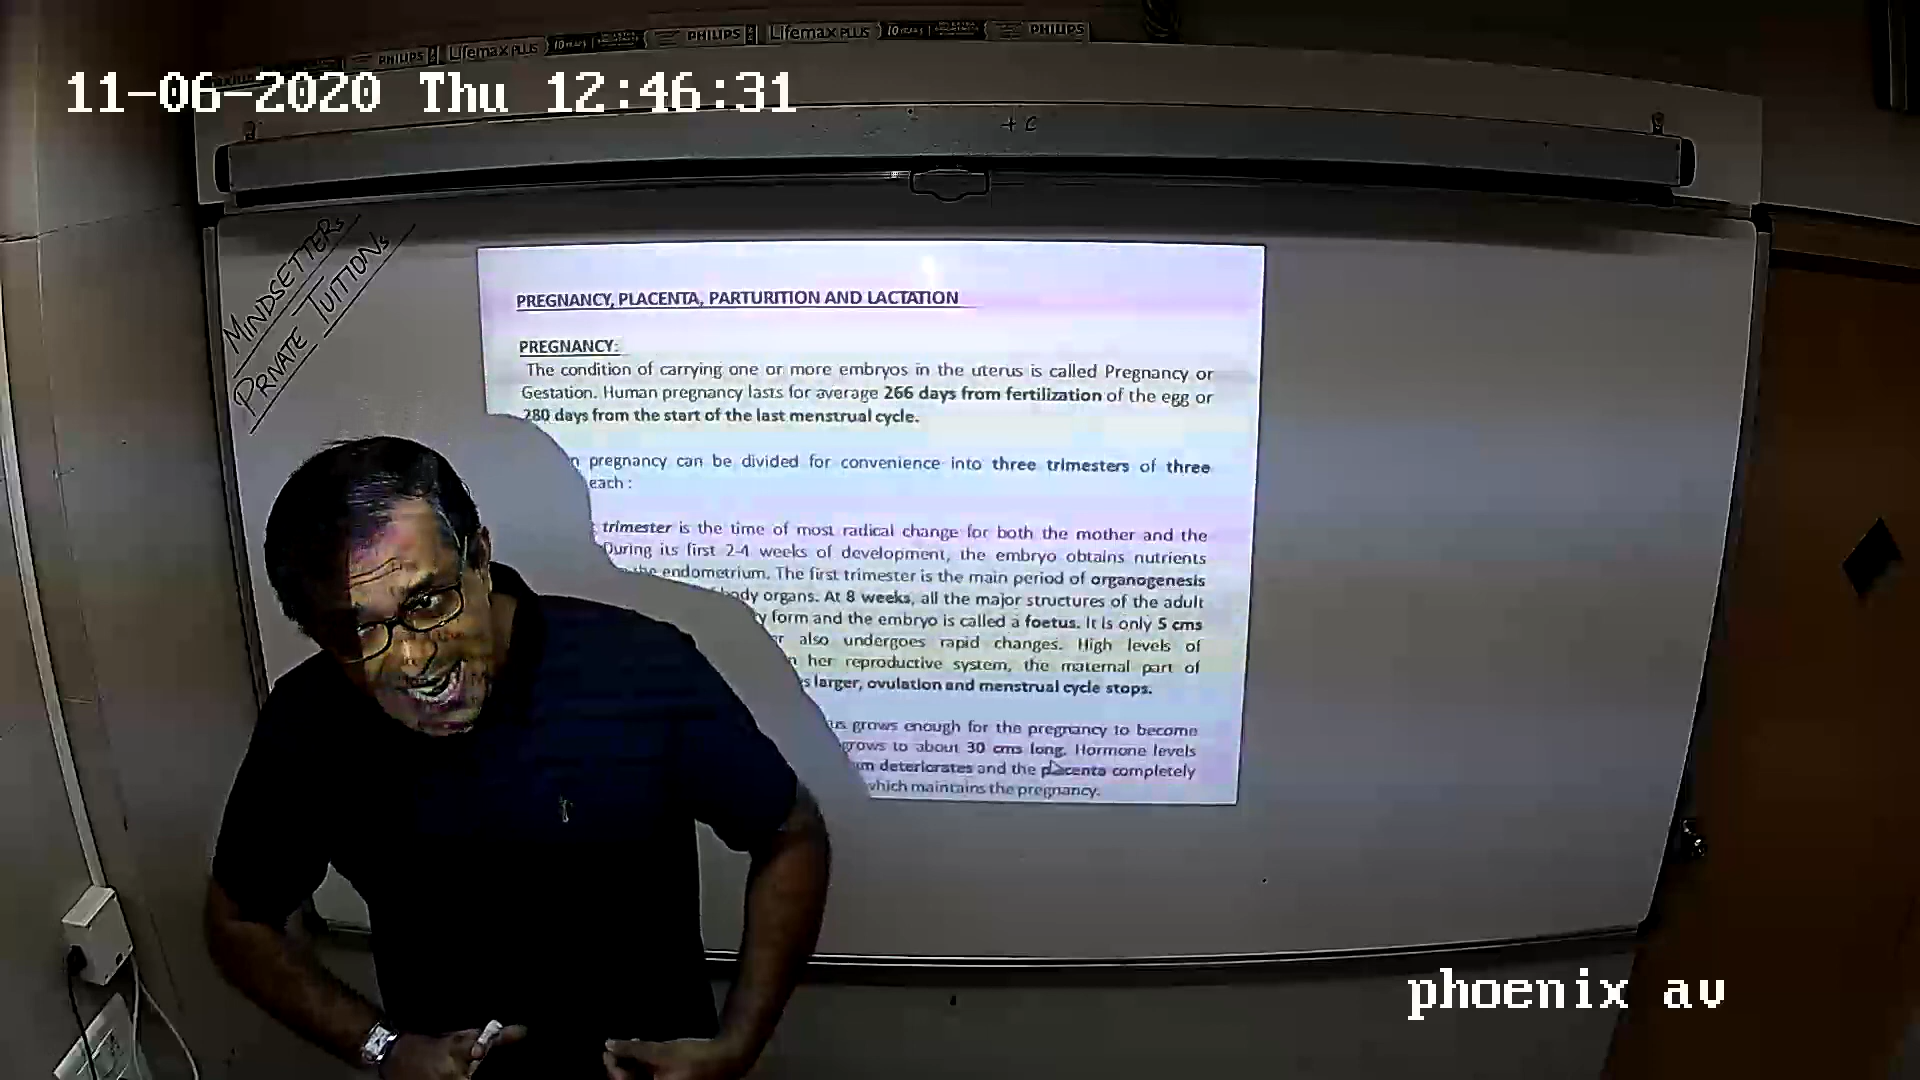 PHILIPS Lifemax PLUS 10 PHILIPS Lifemax PLUS 10 PHILIPS
11-06-2020 Thu 12:46:31
+ C
MINDSETTERS
PRIVATE TUITIONS
PREGNANCY, PLACENTA, PARTURITION AND LACTATION
PREGNANCY:
The condition of carrying one or more embryos in the uterus is called Pregnancy or
Gestation. Human pregnancy lasts for average 266 days from fertilization of the egg or
280 days from the start of the last menstrual cycle.
pregnancy can be divided for convenience into three trimesters of three
each :
trimester is the time of most radical change for both the mother and the
During its first 2-4 weeks of development, the embryo obtains nutrients
the endometrium. The first trimester is the main period of organogenesis
body organs. At 8 weeks, all the major structures of the adult
form and the embryo is called a foetus. It is only 5 cms
also undergoes rapid changes. High levels of
her reproductive system, the maternal part of
larger, ovulation and menstrual cycle stops.
grows enough for the pregnancy to become
grows to about 30 cms long. Hormone levels
deteriorates and the placenta completely
which maintains the pregnancy.
phoenix av